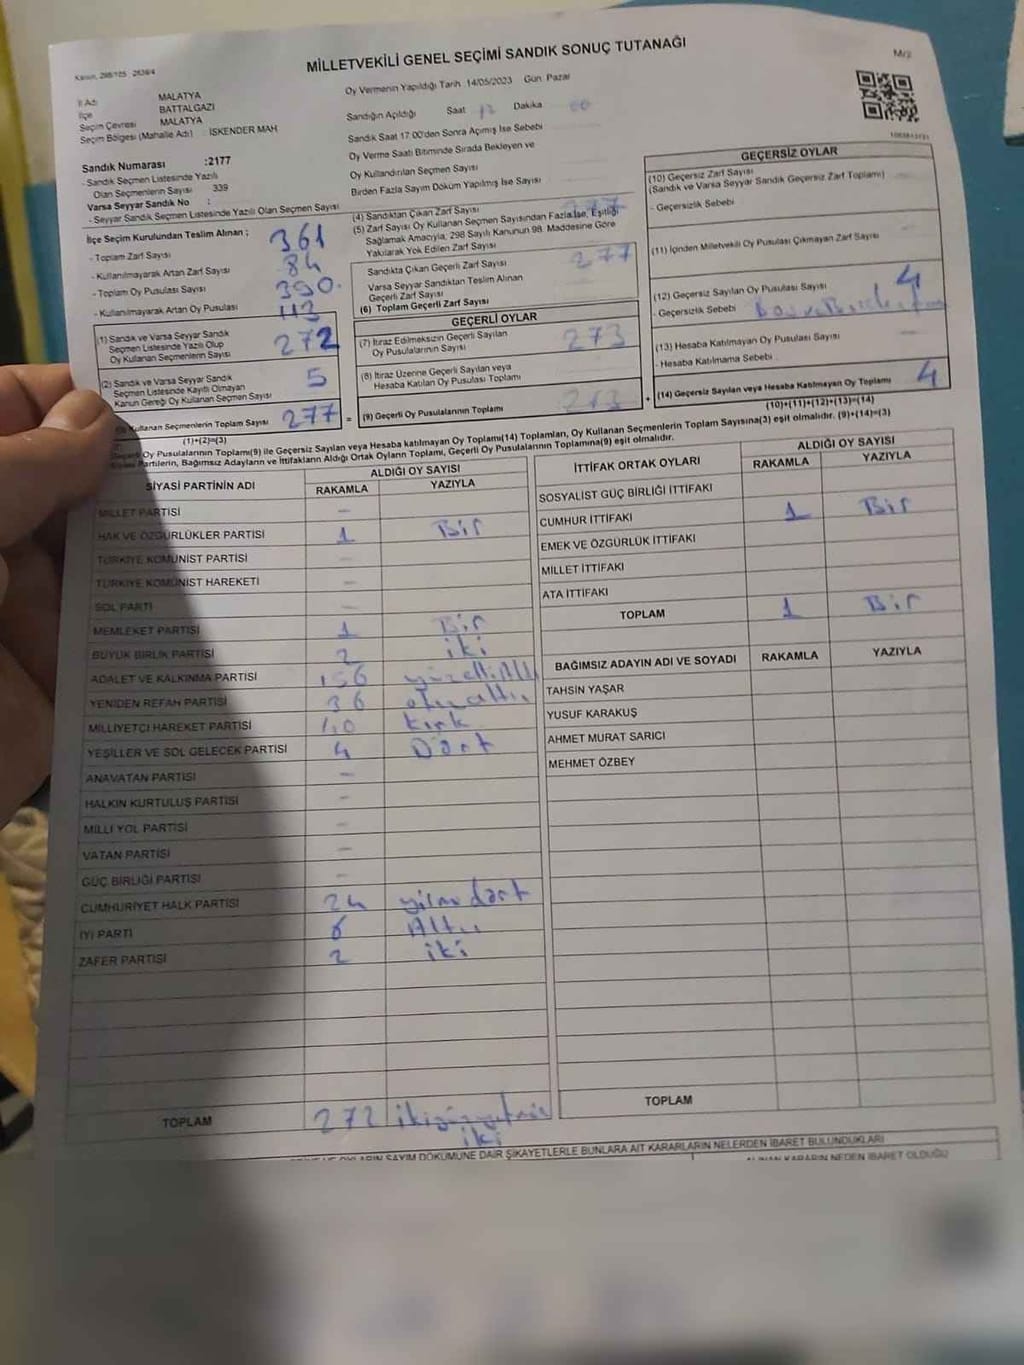 Kanun, 298/105 2839/4
MİLLETVEKİLİ GENEL SEÇİMİ SANDIK SONUÇ TUTANAĞI
İl Adı MALATYA
İlçe BATTALGAZİ
Seçim Çevresi MALATYA
Seçim Bölgesi (Mahalle Adı) : İSKENDER MAH
Sandık Numarası :2177
- Sandık Seçmen Listesinde Yazılı
Olan Seçmenlerin Sayısı 339
Varsa Seyyar Sandık No :
- Seyyar Sandık Seçmen Listesinde Yazılı Olan Seçmen Sayısı
İlçe Seçim Kurulundan Teslim Alınan ;
- Toplam Zarf Sayısı 361
- Kullanılmayarak Artan Zarf Sayısı 84
- Toplam Oy Pusulası Sayısı 390
- Kullanılmayarak Artan Oy Pusulası 113
(1) Sandık ve Varsa Seyyar Sandık
Seçmen Listesinde Yazılı Olup
Oy Kullanan Seçmenlerin Sayısı 272
(2) Sandık ve Varsa Seyyar Sandık
Seçmen Listesinde Kayıtlı Olmayan
Kanun Gereği Oy Kullanan Seçmen Sayısı 5
Kullanan Seçmenlerin Toplam Sayısı 277 =
(1)+(2)=(3)
Oy Vermenin Yapıldığı Tarih 14/05/2023 Gün Pazar
Sandığın Açıldığı Saat Dakika 00
Sandık Saat 17:00'den Sonra Açımış İse Sebebi
Oy Verme Saati Bitiminde Sırada Bekleyen ve
Oy Kullandırılan Seçmen Sayısı
Birden Fazla Sayım Döküm Yapılmış İse Sayısı
(4) Sandıktan Çıkan Zarf Sayısı 277
(5) Zarf Sayısı Oy Kullanan Seçmen Sayısından Fazla İse, Eşitliği
Sağlamak Amacıyla; 298 Sayılı Kanunun 98. Maddesine Göre
Yakılarak Yok Edilen Zarf Sayısı
Sandıkta Çıkan Geçerli Zarf Sayısı 277
Varsa Seyyar Sandıktan Teslim Alınan
Geçerli Zarf Sayısı
(6) Toplam Geçerli Zarf Sayısı
GEÇERLİ OYLAR
(7) İtiraz Edilmeksizin Geçerli Sayılan
Oy Pusulalarının Sayısı 273
(8) İtiraz Üzerine Geçerli Sayılan veya
Hesaba Katılan Oy Pusulası Toplamı
(9) Geçerli Oy Pusulalarının Toplamı 273 +
GEÇERSİZ OYLAR
(10) Geçersiz Zarf Sayısı
(Sandık ve Varsa Seyyar Sandık Geçersiz Zarf Toplamı)
- Geçersizlik Sebebi
(11) İçinden Milletvekili Oy Pusulası Çıkmayan Zarf Sayısı
(12) Geçersiz Sayılan Oy Pusulası Sayısı 4
- Geçersizlik Sebebi
(13) Hesaba Katılmayan Oy Pusulası Sayısı
- Hesaba Katılmama Sebebi
(14) Geçersiz Sayılan veya Hesaba Katılmayan Oy Toplamı 4
(10)+(11)+(12)+(13)=(14)
Oy Pusulalarının Toplamı(9) ile Geçersiz Sayılan veya Hesaba katılmayan Oy Toplamı(14) Toplamları, Oy Kullanan Seçmenlerin Toplam Sayısına(3) eşit olmalıdır. (9)+(14)=(3)
Partilerin, Bağımsız Adayların ve İttifakların Aldığı Ortak Oyların Toplamı, Geçerli Oy Pusulalarının Toplamına(9) eşit olmalıdır.
SİYASİ PARTİNİN ADI ALDIĞI OY SAYISI
RAKAMLA YAZIYLA
MİLLET PARTİSİ -
HAK VE ÖZGÜRLÜKLER PARTİSİ 1 Bir
TÜRKİYE KOMÜNİST PARTİSİ -
TÜRKİYE KOMÜNİST HAREKETİ -
SOL PARTİ -
MEMLEKET PARTİSİ 1 Bir
BÜYÜK BİRLİK PARTİSİ 2 iki
ADALET VE KALKINMA PARTİSİ 156 yüzelliAltı
YENİDEN REFAH PARTİSİ 36 otuzaltı
MİLLİYETÇİ HAREKET PARTİSİ 40 kırk
YEŞİLLER VE SOL GELECEK PARTİSİ 4 Dört
ANAVATAN PARTİSİ -
HALKIN KURTULUŞ PARTİSİ -
MİLLİ YOL PARTİSİ -
VATAN PARTİSİ -
GÜÇ BİRLİĞİ PARTİSİ -
CUMHURİYET HALK PARTİSİ 24 yirmi dört
İYİ PARTİ 6 Altı
ZAFER PARTİSİ 2 iki
TOPLAM 272 ikiyüzyetmiş
iki
İTTİFAK ORTAK OYLARI ALDIĞI OY SAYISI
RAKAMLA YAZIYLA
SOSYALİST GÜÇ BİRLİĞİ İTTİFAKI
CUMHUR İTTİFAKI 1 Bir
EMEK VE ÖZGÜRLÜK İTTİFAKI
MİLLET İTTİFAKI
ATA İTTİFAKI
TOPLAM 1 Bir
BAĞIMSIZ ADAYIN ADI VE SOYADI RAKAMLA YAZIYLA
TAHSİN YAŞAR
YUSUF KARAKUŞ
AHMET MURAT SARICI
MEHMET ÖZBEY
TOPLAM
OYLARIN SAYIM DÖKÜMÜNE DAİR ŞİKAYETLERLE BUNLARA AİT KARARLARIN NELERDEN İBARET BULUNDUKLARI
ALINAN KARARIN NEDEN İBARET OLDUĞU